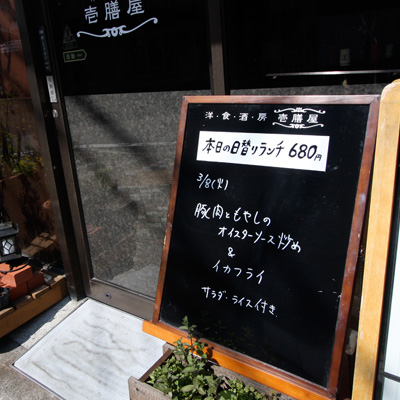 壱膳屋
洋・食・酒・房 壱膳屋
本日の日替りランチ 680円
3/8(火)
豚肉ともやしの
オイスターソース炒め
&
イカフライ
サラダ・ライス付き